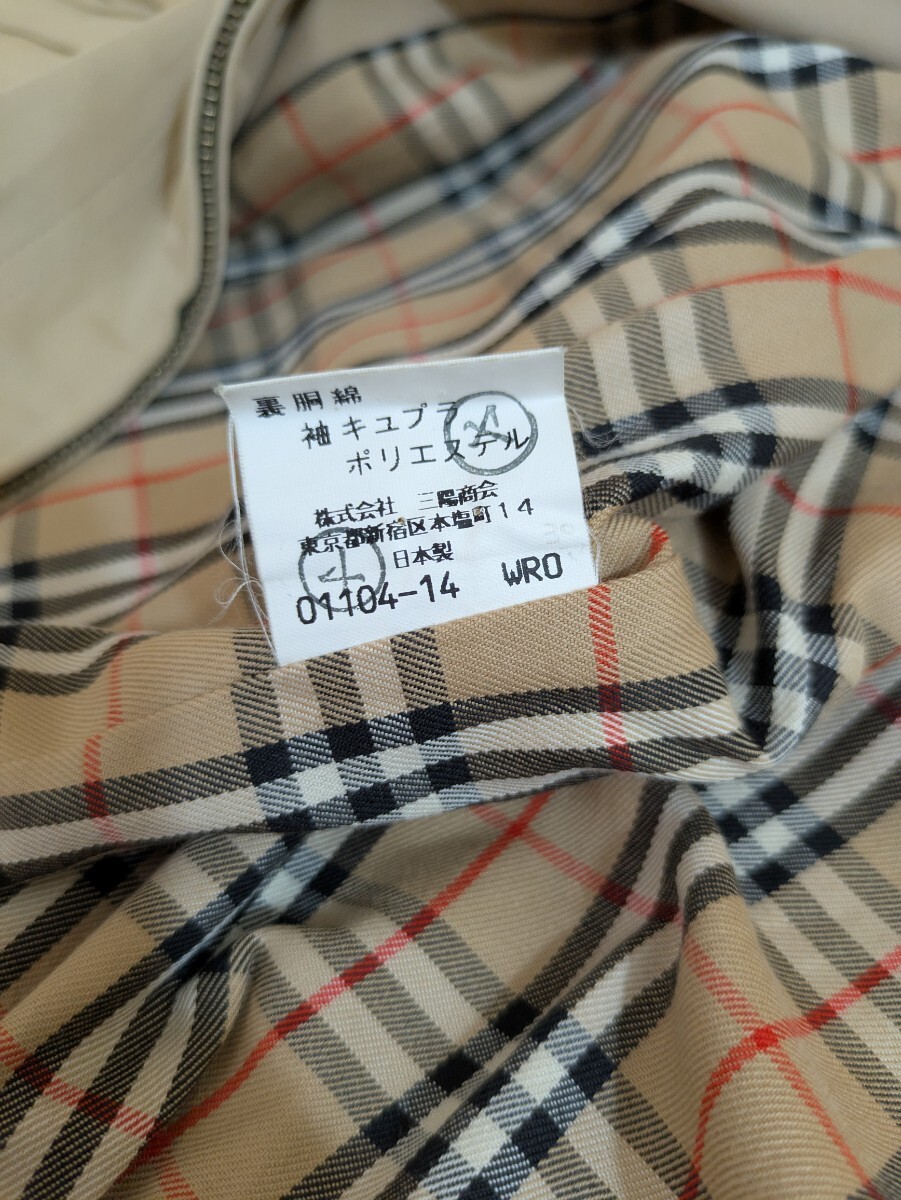 裏胴綿
袖キュプラ
ポリエステル
株式会社 三陽商会
東京都新宿区本塩町14
日本製
01104-14 WRO